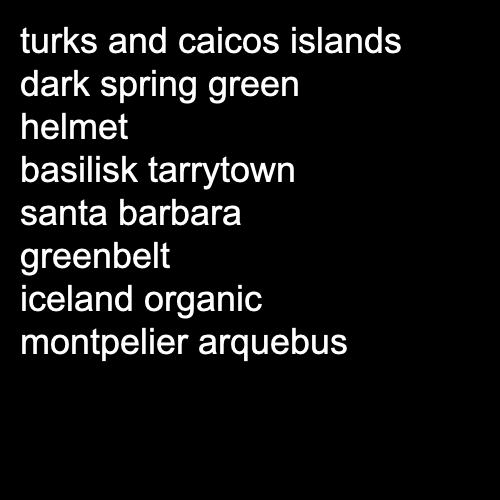 turks and caicos islands
dark spring green
helmet
basilisk tarrytown
santa barbara
greenbelt
iceland organic
montpelier arquebus